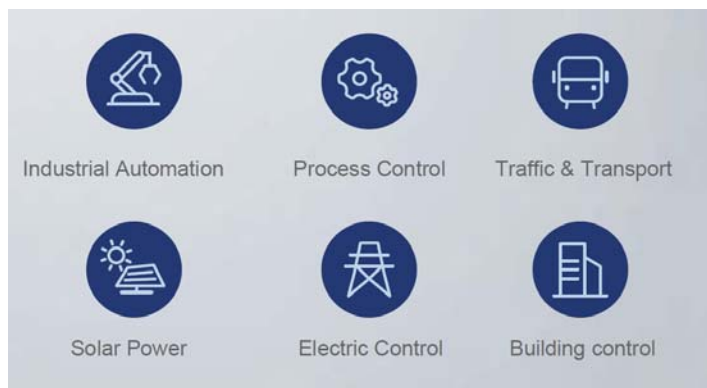 Industrial Automation
Process Control
Traffic & Transport
Solar Power
Electric Control
Building control